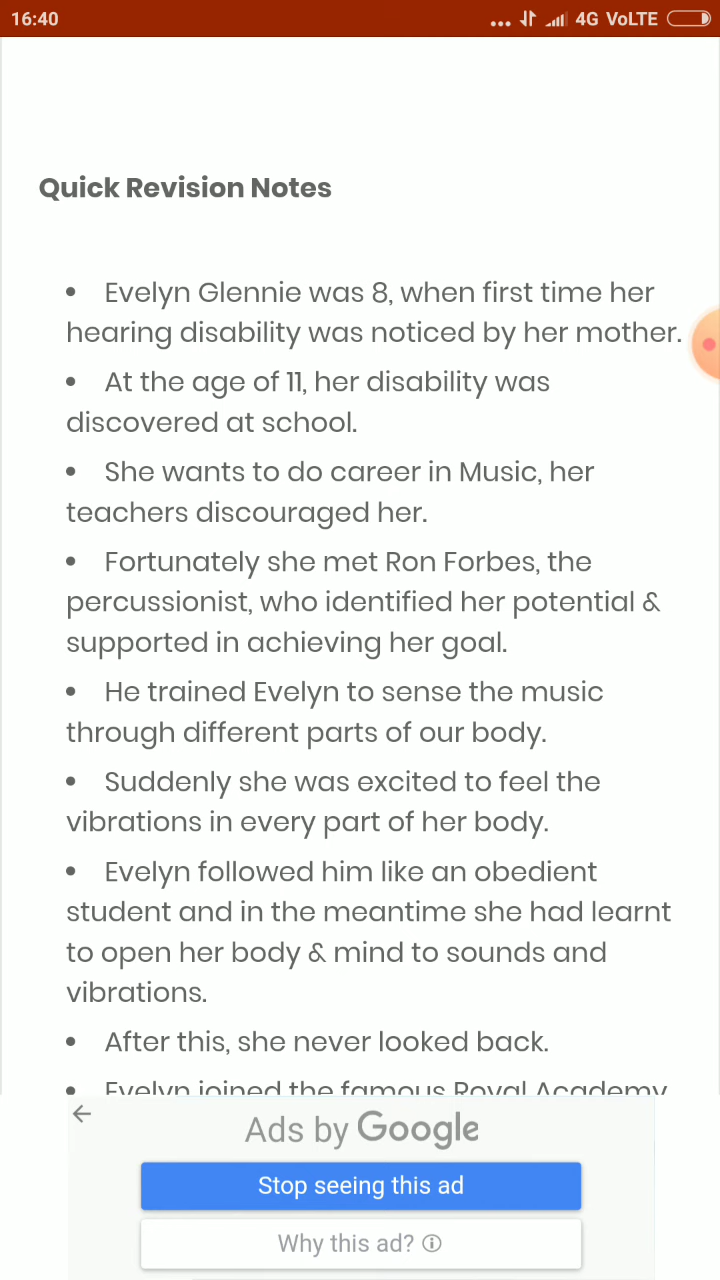 16:40
... 4G VoLTE
Quick Revision Notes
• Evelyn Glennie was 8, when first time her
hearing disability was noticed by her mother.
• At the age of 11, her disability was
discovered at school.
• She wants to do career in Music, her
teachers discouraged her.
• Fortunately she met Ron Forbes, the
percussionist, who identified her potential &
supported in achieving her goal.
• He trained Evelyn to sense the music
through different parts of our body.
• Suddenly she was excited to feel the
vibrations in every part of her body.
• Evelyn followed him like an obedient
student and in the meantime she had learnt
to open her body & mind to sounds and
vibrations.
• After this, she never looked back.
• Evelyn joined the famous Royal Academy
Ads by Google
Stop seeing this ad
Why this ad?